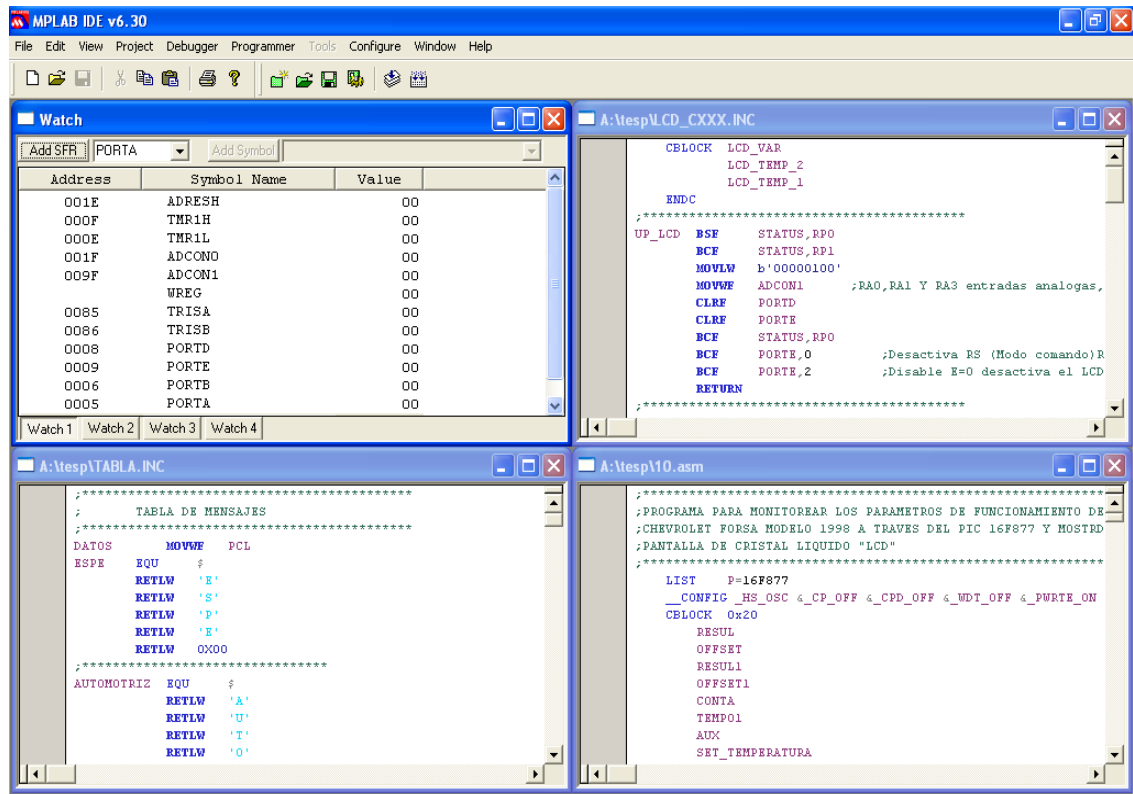 MPLAB IDE v6.30
File Edit View Project Debugger Programmer Tools Configure Window Help
Watch
Add SFR PORTA Add Symbol
Address Symbol Name Value
001E ADRESH 00
000F TMR1H 00
000E TMR1L 00
001F ADCON0 00
009F ADCON1 00
WREG 00
0085 TRISA 00
0086 TRISB 00
0008 PORTD 00
0009 PORTE 00
0006 PORTB 00
0005 PORTA 00
Watch 1 Watch 2 Watch 3 Watch 4
A:\tesp\LCD_CXXX.INC
CBLOCK LCD_VAR
LCD_TEMP_2
LCD_TEMP_1
ENDC
;******************************************
UP_LCD BSF STATUS,RP0
BCF STATUS,RP1
MOVLW b'00000100'
MOVWF ADCON1 ;RA0,RA1 Y RA3 entradas analogas,
CLRF PORTD
CLRF PORTE
BCF STATUS,RP0
BCF PORTE,0 ;Desactiva RS (Modo comando)R
BCF PORTE,2 ;Disable E=0 desactiva el LCD
RETURN
;******************************************
A:\tesp\TABLA.INC
;*******************************************
; TABLA DE MENSAJES
;*******************************************
DATOS MOVWF PCL
ESPE EQU $
RETLW 'E'
RETLW 'S'
RETLW 'P'
RETLW 'E'
RETLW 0X00
;********************************
AUTOMOTRIZ EQU $
RETLW 'A'
RETLW 'U'
RETLW 'T'
RETLW 'O'
A:\tesp\10.asm
;************************************************************
;PROGRAMA PARA MONITOREAR LOS PARAMETROS DE FUNCIONAMIENTO DE
;CHEVROLET FORSA MODELO 1998 A TRAVES DEL PIC 16F877 Y MOSTRD
;PANTALLA DE CRISTAL LIQUIDO "LCD"
;************************************************************
LIST P=16F877
__CONFIG _HS_OSC &_CP_OFF &_CPD_OFF &_WDT_OFF &_PWRTE_ON
CBLOCK 0x20
RESUL
OFFSET
RESUL1
OFFSET1
CONTA
TEMPO1
AUX
SET_TEMPERATURA